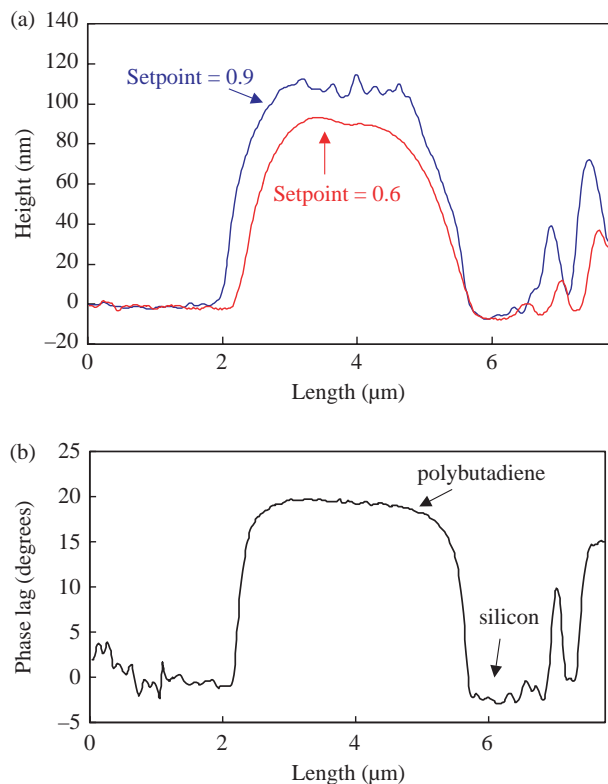 (a)
140
120
100
80
60
40
20
0
–20
Height (nm)
Setpoint = 0.9
Setpoint = 0.6
0
2
4
6
Length (µm)
(b)
25
20
15
10
5
0
–5
Phase lag (degrees)
polybutadiene
silicon
0
2
4
6
Length (µm)